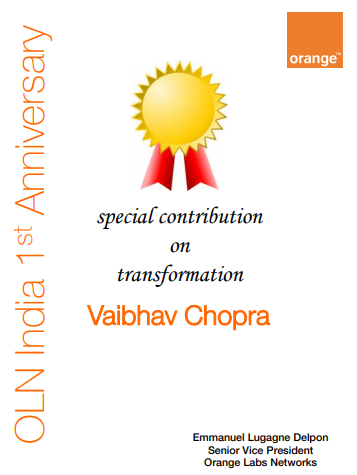 OLN India 1st Anniversary
orange™
special contribution
on
transformation
Vaibhav Chopra
Emmanuel Lugagne Delpon
Senior Vice President
Orange Labs Networks